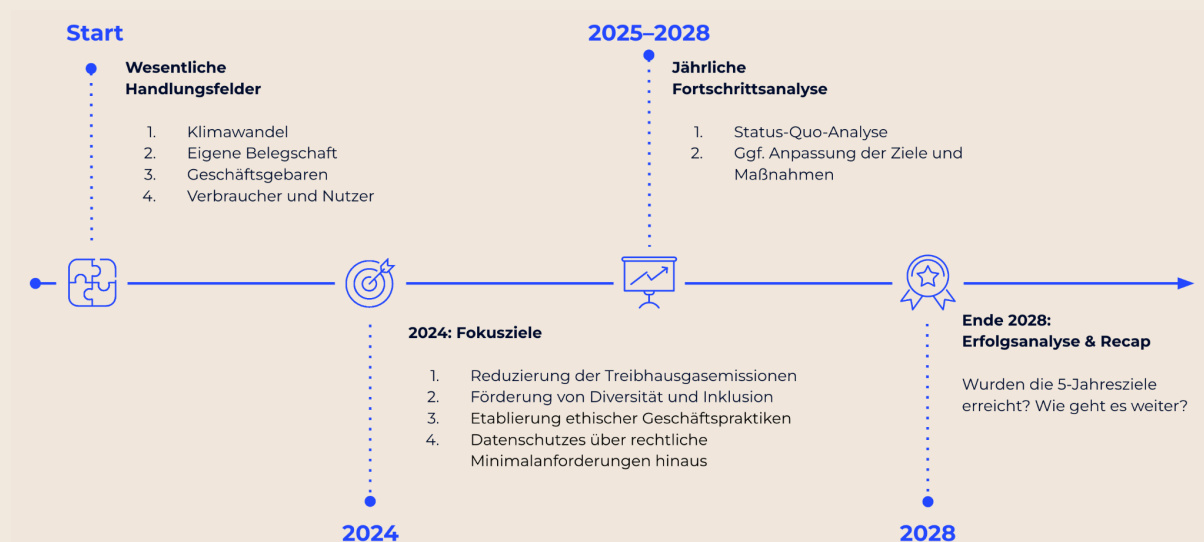 Start
Wesentliche
Handlungsfelder
1. Klimawandel
2. Eigene Belegschaft
3. Geschäftsgebaren
4. Verbraucher und Nutzer
2024: Fokusziele
1. Reduzierung der Treibhausgasemissionen
2. Förderung von Diversität und Inklusion
3. Etablierung ethischer Geschäftspraktiken
4. Datenschutzes über rechtliche
Minimalanforderungen hinaus
2024
2025–2028
Jährliche
Fortschrittsanalyse
1. Status-Quo-Analyse
2. Ggf. Anpassung der Ziele und
Maßnahmen
Ende 2028:
Erfolgsanalyse & Recap
Wurden die 5-Jahresziele
erreicht? Wie geht es weiter?
2028